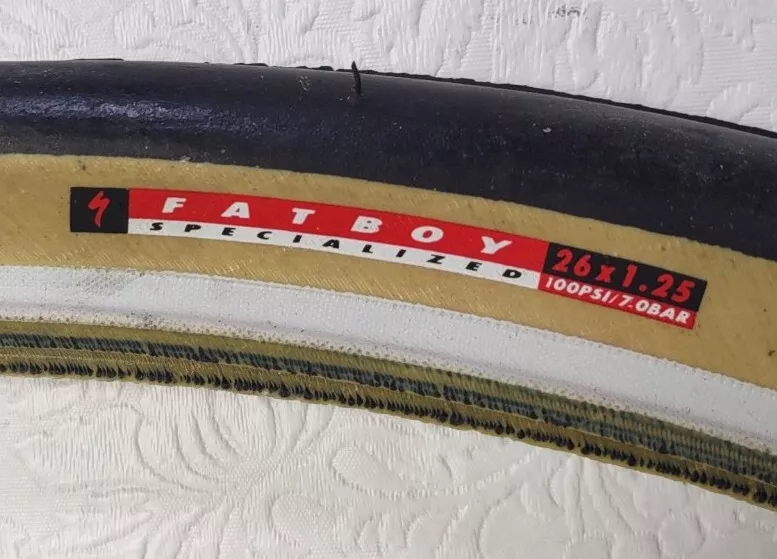 FATBOY
SPECIALIZED
26x1.25
100PSI/7.0BAR